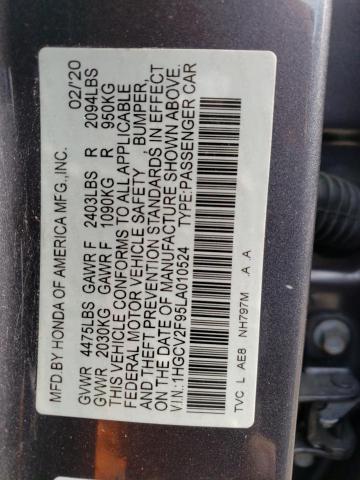 MFD.BY HONDA OF AMERICA MFG.,INC. 02/20
GVWR 4475LBS GAWR F 2403LBS R 2094LBS
GVWR 2030KG GAWR F 1090KG R 950KG
THIS VEHICLE CONFORMS TO ALL APPLICABLE
FEDERAL MOTOR VEHICLE SAFETY, BUMPER,
AND THEFT PREVENTION STANDARDS IN EFFECT
ON THE DATE OF MANUFACTURE SHOWN ABOVE.
V.I.N.:1HGCV2F95LA010524 TYPE:PASSENGER CAR
TVC L AE8 NH797M A A